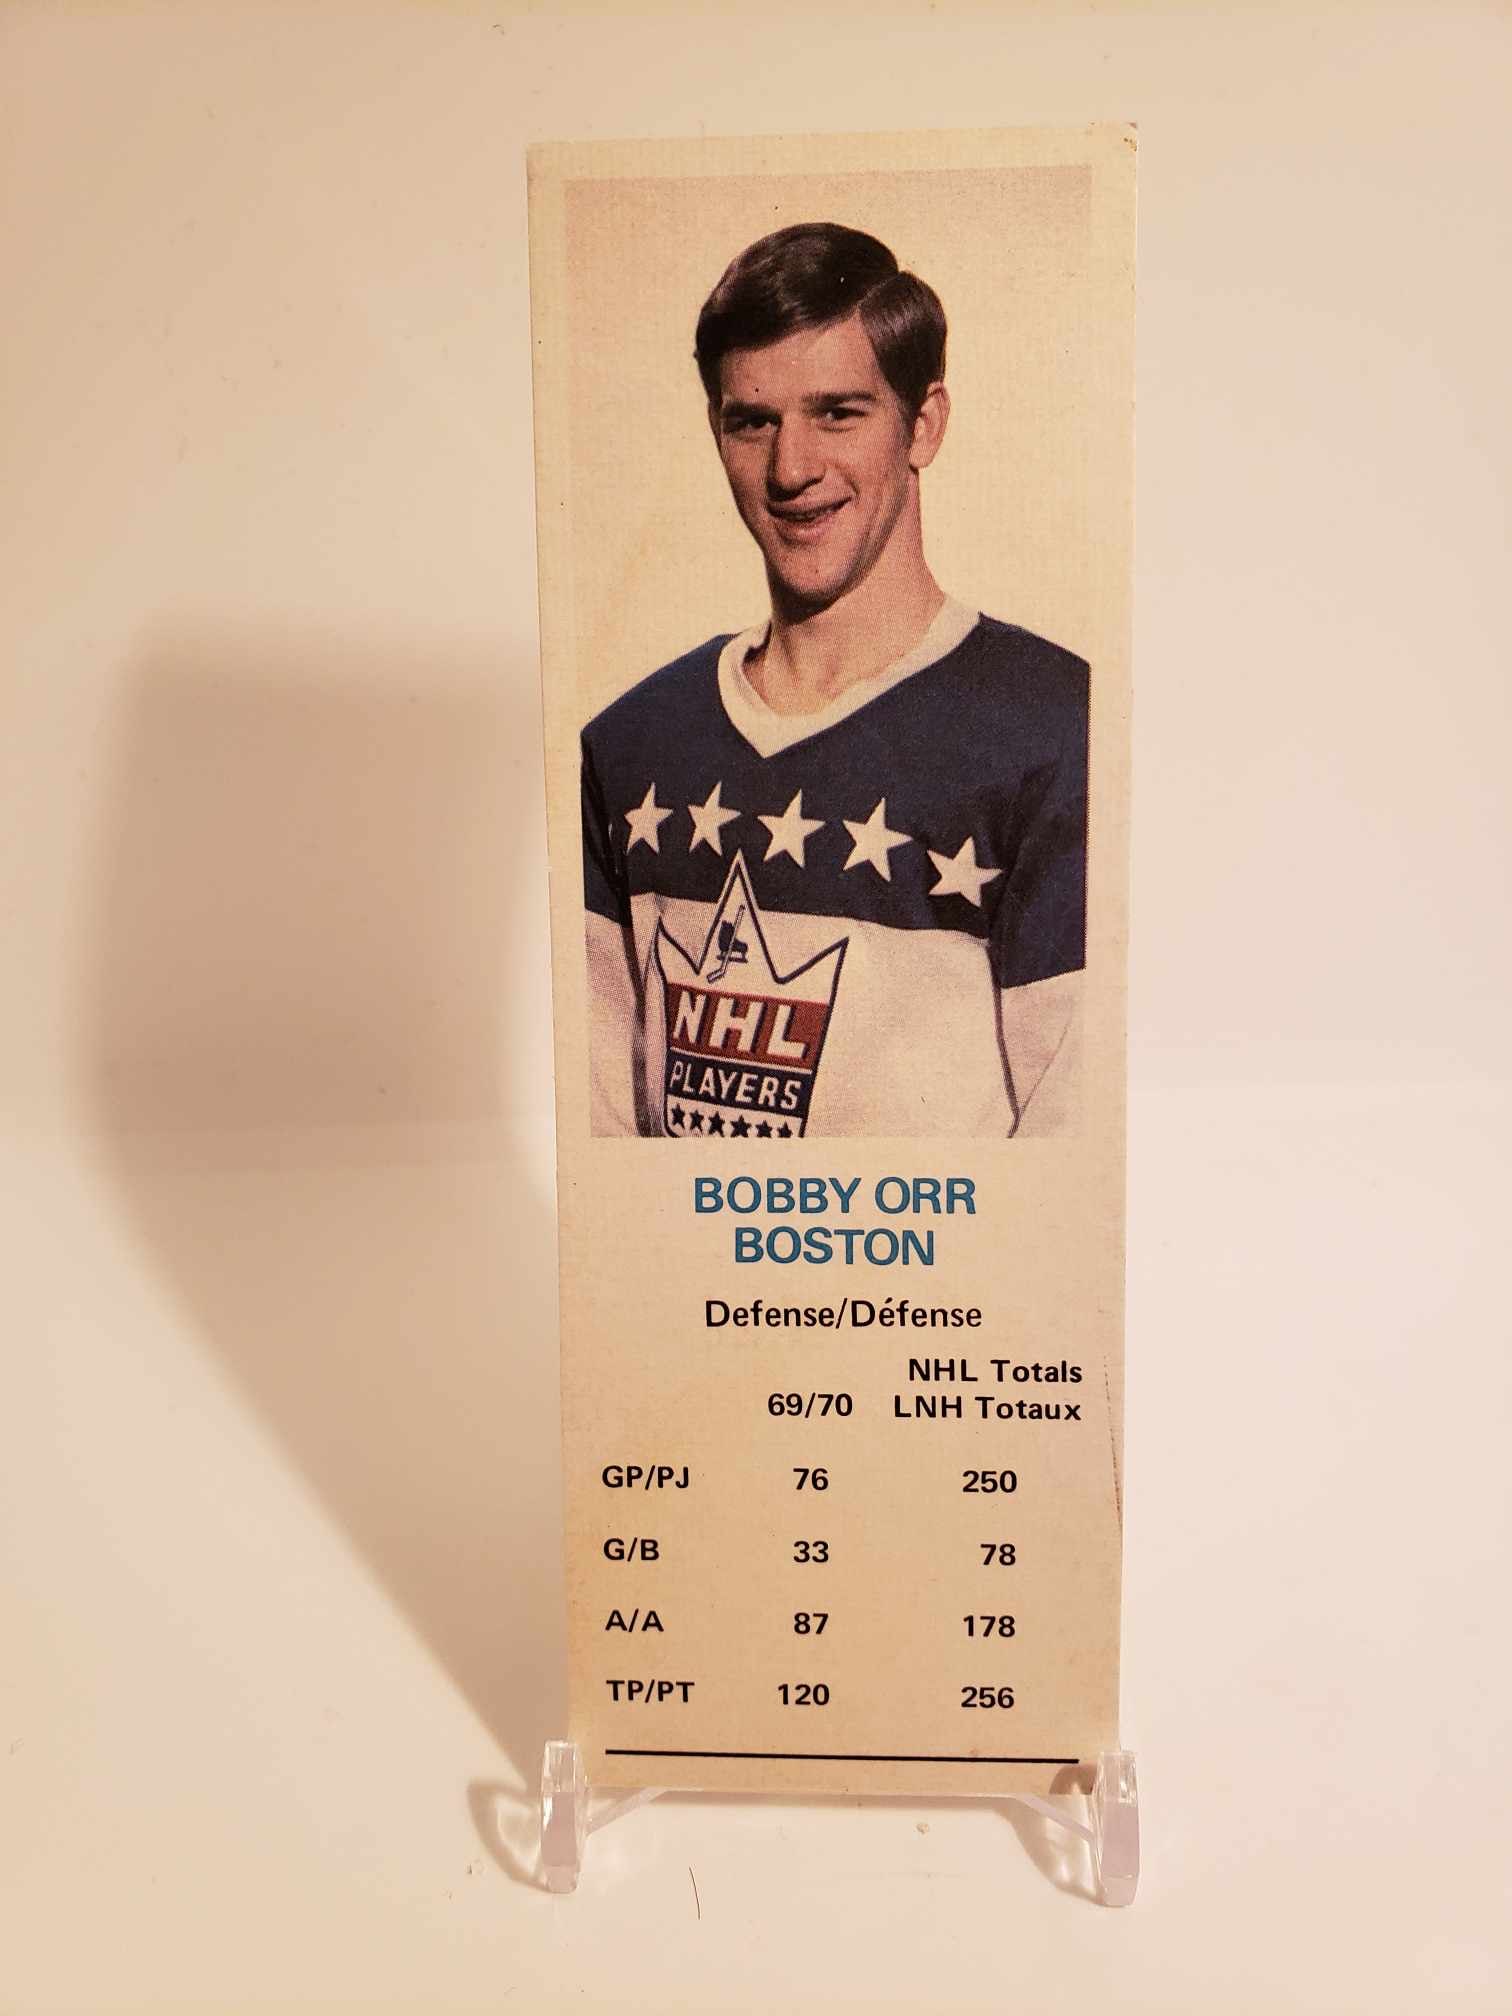 NHL
PLAYERS
BOBBY ORR
BOSTON
Defense/Défense
NHL Totals
69/70 LNH Totaux
GP/PJ 76 250
G/B 33 78
A/A 87 178
TP/PT 120 256